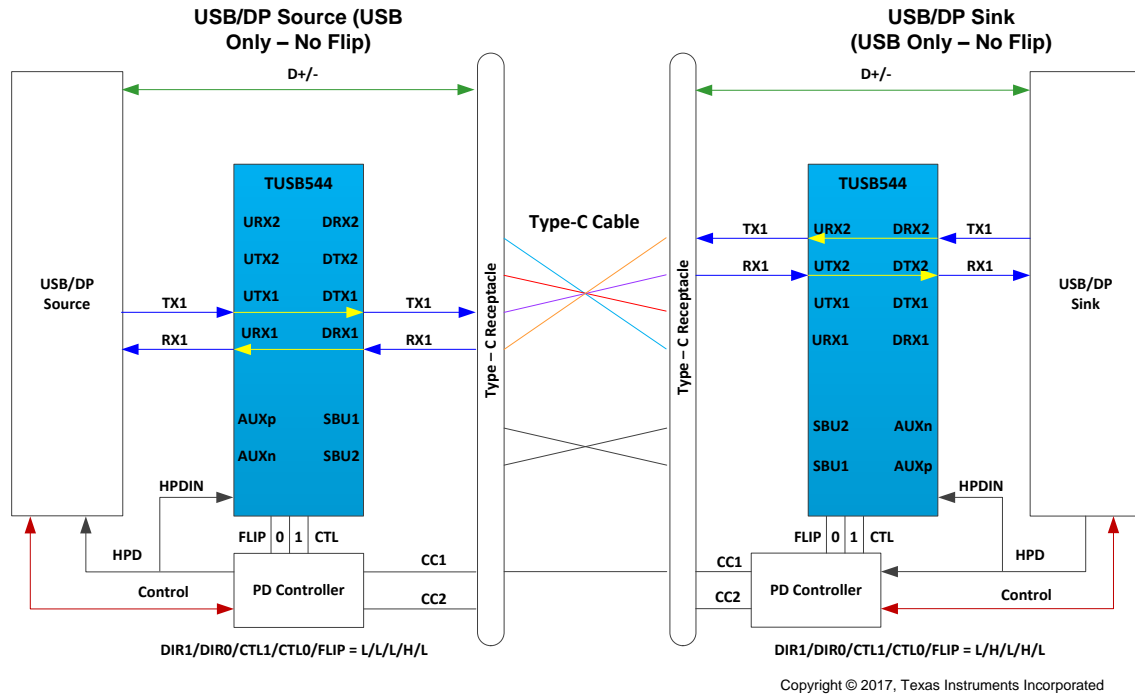 USB/DP Source (USB
Only – No Flip)
USB/DP Sink
(USB Only – No Flip)
D+/-
D+/-
TUSB544
URX2 DRX2
UTX2 DTX2
UTX1 DTX1
URX1 DRX1
AUXp SBU1
AUXn SBU2
USB/DP
Source
TX1
RX1
TX1
RX1
HPDIN
HPD
Control
FLIP 0 1 CTL
PD Controller
CC1
CC2
Type – C Receptacle
Type-C Cable
Type – C Receptacle
TX1
RX1
TUSB544
URX2 DRX2
UTX2 DTX2
UTX1 DTX1
URX1 DRX1
SBU2 AUXn
SBU1 AUXp
TX1
RX1
USB/DP
Sink
HPDIN
HPD
Control
FLIP 0 1 CTL
PD Controller
CC1
CC2
DIR1/DIR0/CTL1/CTL0/FLIP = L/L/L/H/L
DIR1/DIR0/CTL1/CTL0/FLIP = L/H/L/H/L
Copyright © 2017, Texas Instruments Incorporated